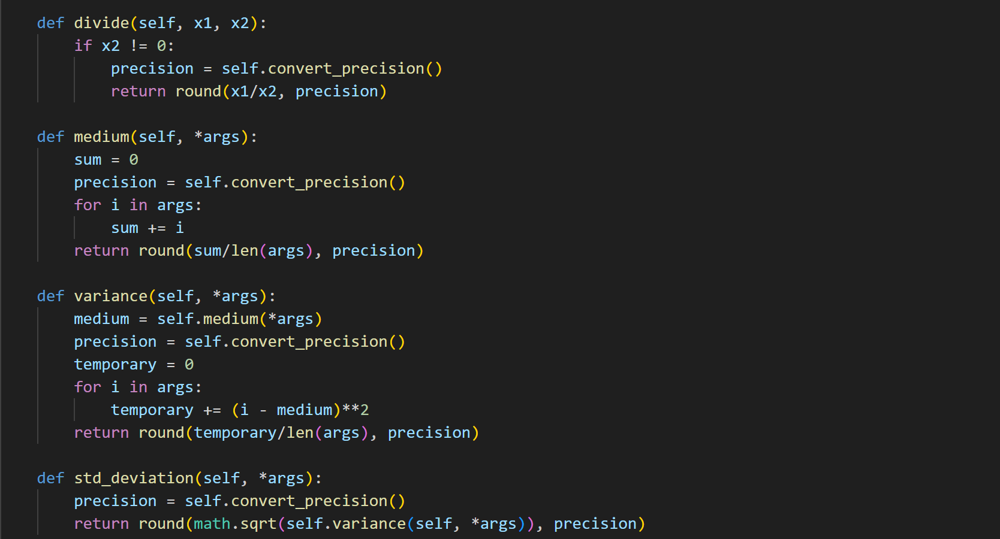 def divide(self, x1, x2):
    if x2 != 0:
        precision = self.convert_precision()
        return round(x1/x2, precision)

def medium(self, *args):
    sum = 0
    precision = self.convert_precision()
    for i in args:
        sum += i
    return round(sum/len(args), precision)

def variance(self, *args):
    medium = self.medium(*args)
    precision = self.convert_precision()
    temporary = 0
    for i in args:
        temporary += (i - medium)**2
    return round(temporary/len(args), precision)

def std_deviation(self, *args):
    precision = self.convert_precision()
    return round(math.sqrt(self.variance(self, *args)), precision)